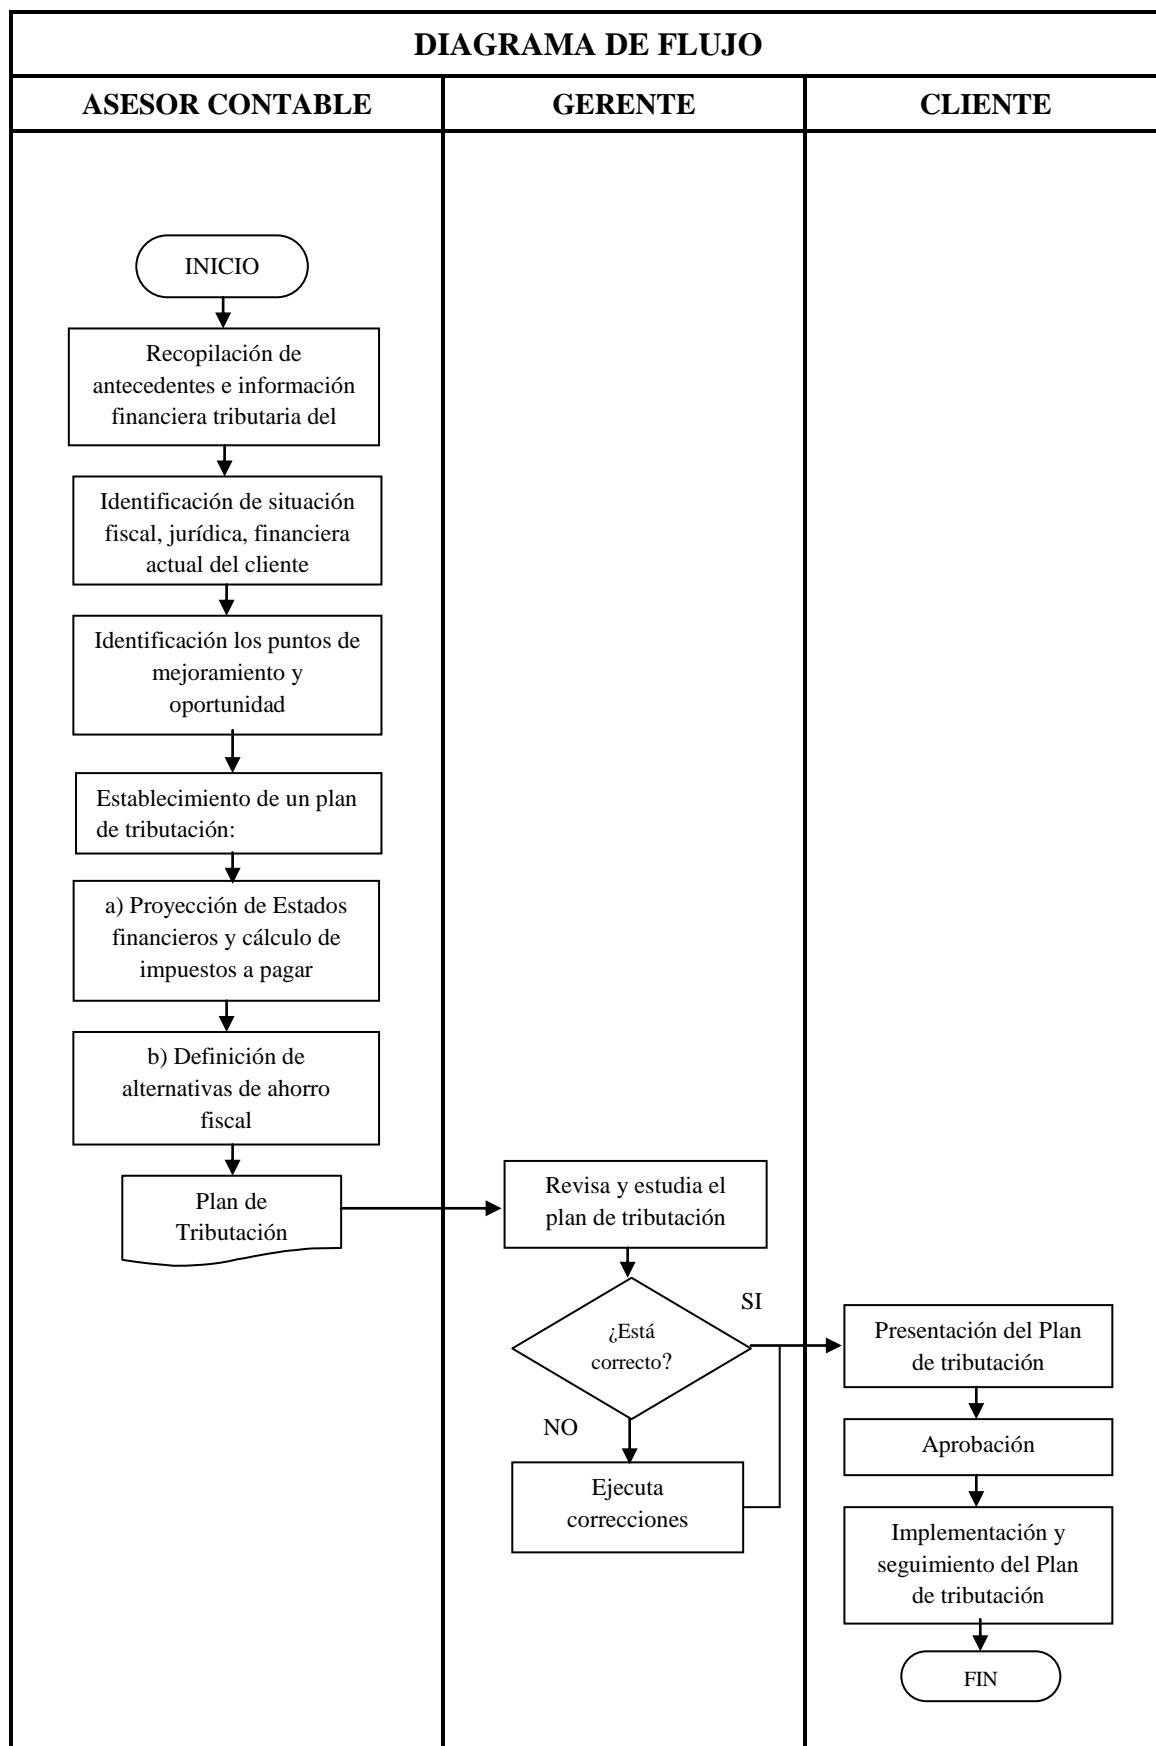 DIAGRAMA DE FLUJO
ASESOR CONTABLE
GERENTE
CLIENTE
INICIO
Recopilación de
antecedentes e información
financiera tributaria del
Identificación de situación
fiscal, jurídica, financiera
actual del cliente
Identificación los puntos de
mejoramiento y
oportunidad
Establecimiento de un plan
de tributación:
a) Proyección de Estados
financieros y cálculo de
impuestos a pagar
b) Definición de
alternativas de ahorro
fiscal
Plan de
Tributación
Revisa y estudia el
plan de tributación
¿Está
correcto?
SI
NO
Ejecuta
correcciones
Presentación del Plan
de tributación
Aprobación
Implementación y
seguimiento del Plan
de tributación
FIN